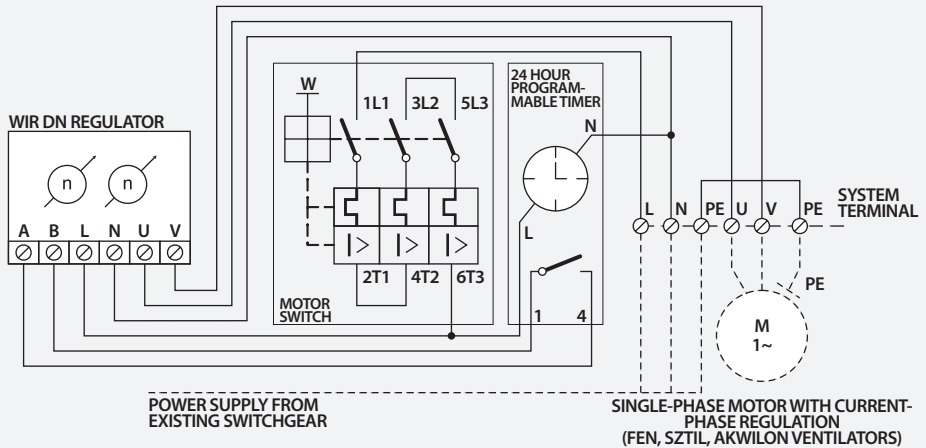 WIR DN REGULATOR
n n
A B L N U V
W
1L1 3L2 5L3
2T1 4T2 6T3
MOTOR
SWITCH
24 HOUR
PROGRAM-
MABLE TIMER
N
L
1 4
L N PE U V PE
SYSTEM
TERMINAL
PE
M
1~
POWER SUPPLY FROM
EXISTING SWITCHGEAR
SINGLE-PHASE MOTOR WITH CURRENT-
PHASE REGULATION
(FEN, SZTIL, AKWILON VENTILATORS)